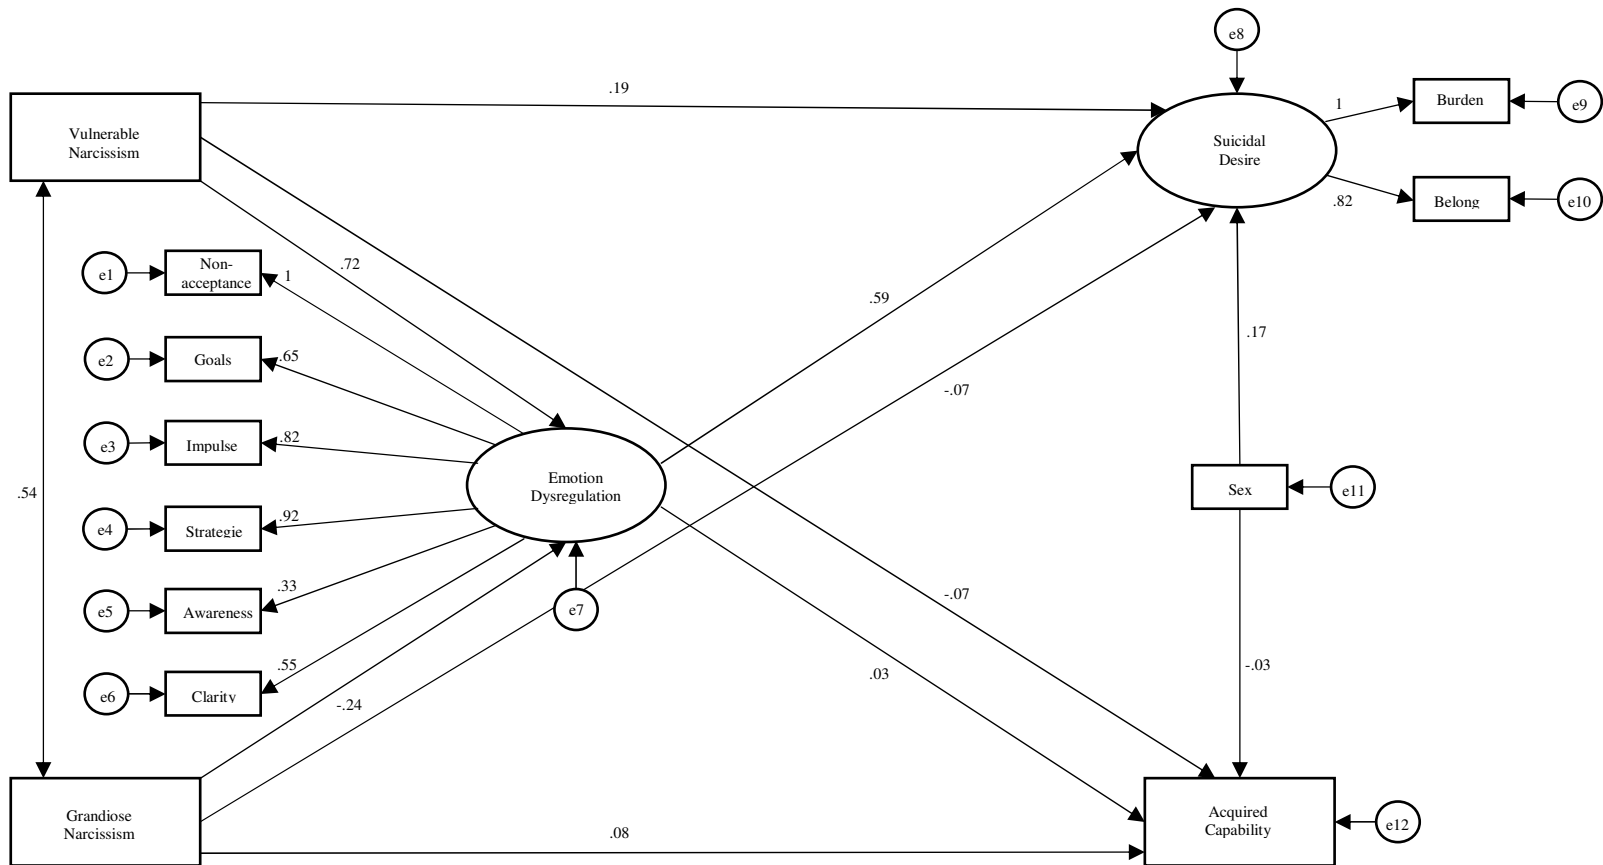 e8
.19
Vulnerable
Narcissism
Suicidal
Desire
1
Burden
e9
.82
Belong
e10
.54
e1
Non-
acceptance
1
.72
e2
Goals
.65
e3
Impulse
.82
e4
Strategie
.92
e5
Awareness
.33
e6
Clarity
.55
Emotion
Dysregulation
e7
.59
-.07
.17
Sex
e11
-.07
-.03
.03
-.24
Grandiose
Narcissism
.08
Acquired
Capability
e12